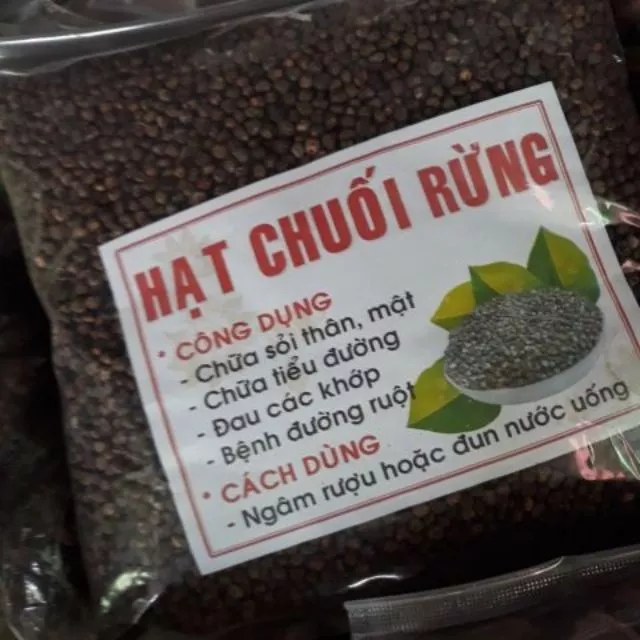 HẠT CHUỐI RỪNG
• CÔNG DỤNG
- Chữa sỏi thân, mật
- Chữa tiểu đường
- Đau các khớp
- Bệnh đường ruột
• CÁCH DÙNG
- Ngâm rượu hoặc đun nước uống